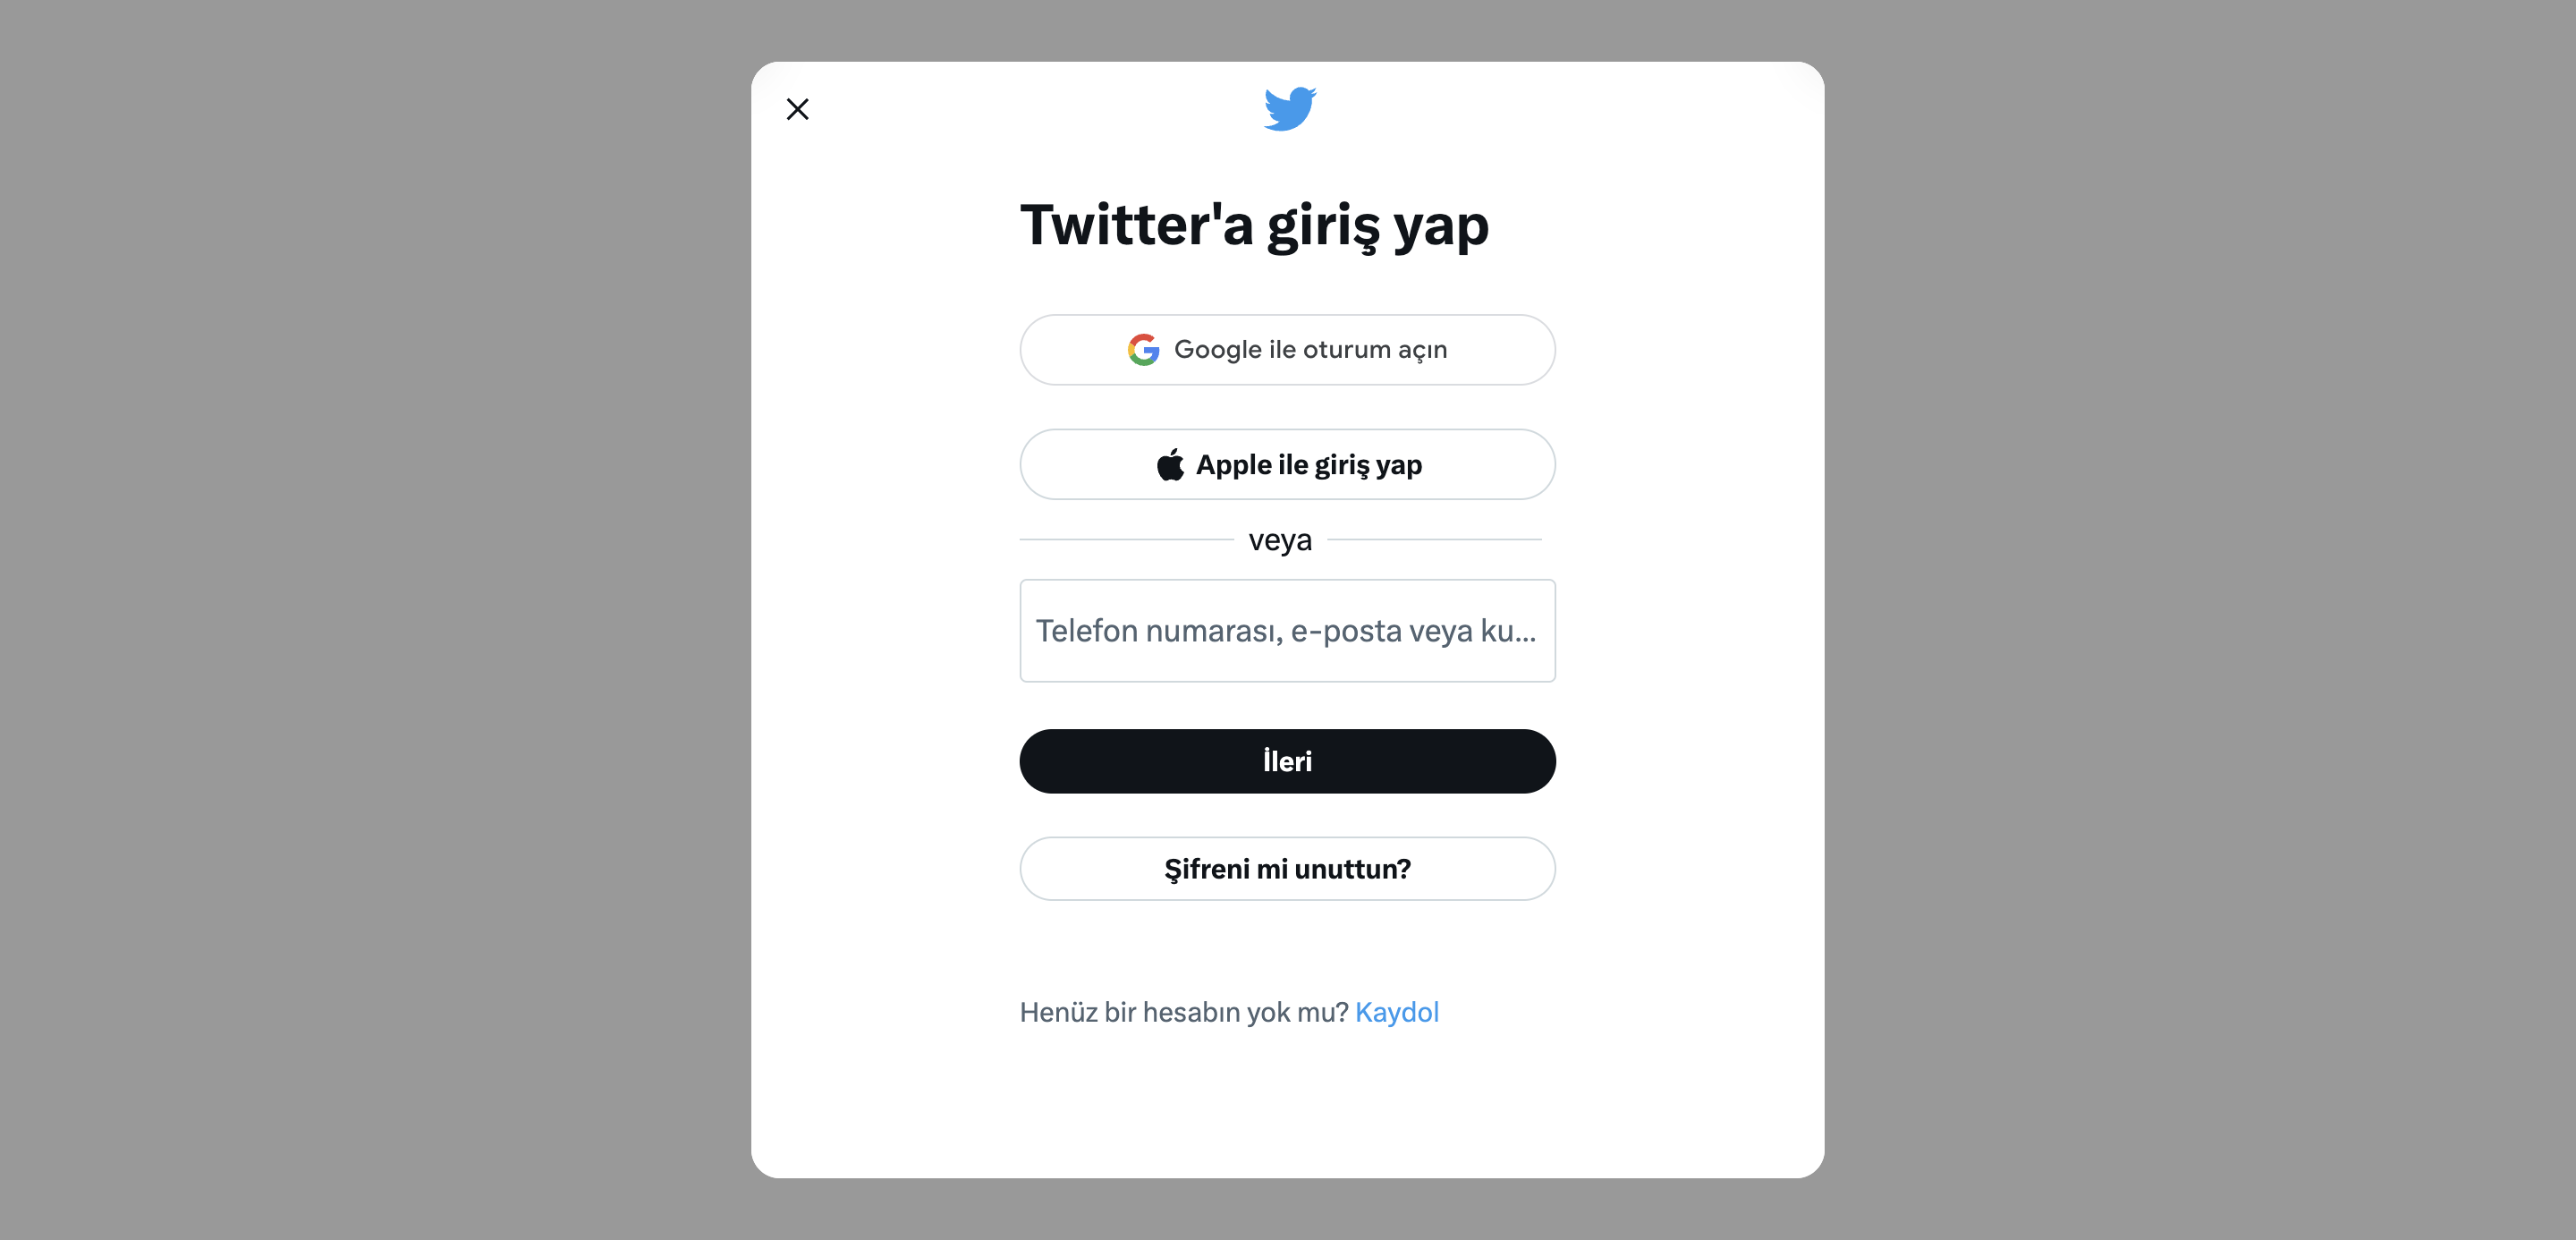 Twitter'a giriş yap
Google ile oturum açın
Apple ile giriş yap
veya
Telefon numarası, e-posta veya ku...
İleri
Şifreni mi unuttun?
Henüz bir hesabın yok mu? Kaydol